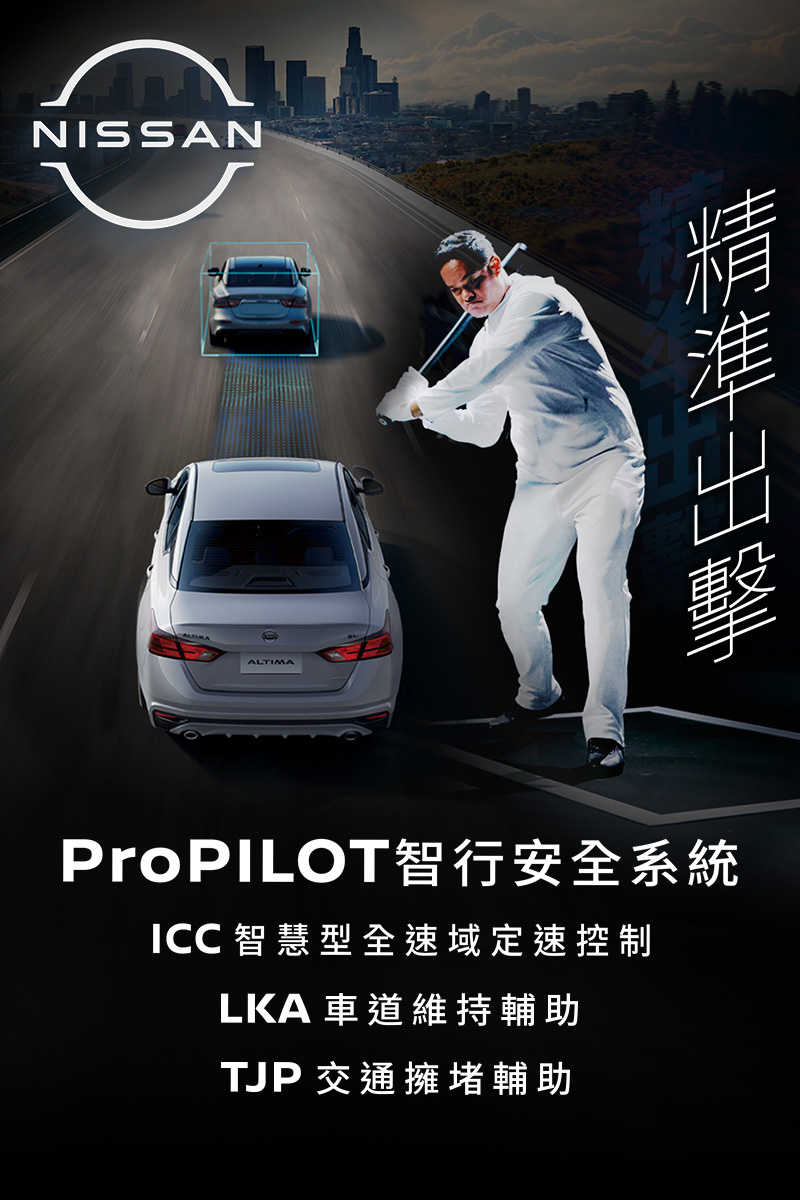 NISSAN
精準出擊
ALTIMA
SL
ALTIMA
ProPILOT智行安全系統
ICC 智慧型全速域定速控制
LKA 車道維持輔助
TJP 交通擁堵輔助